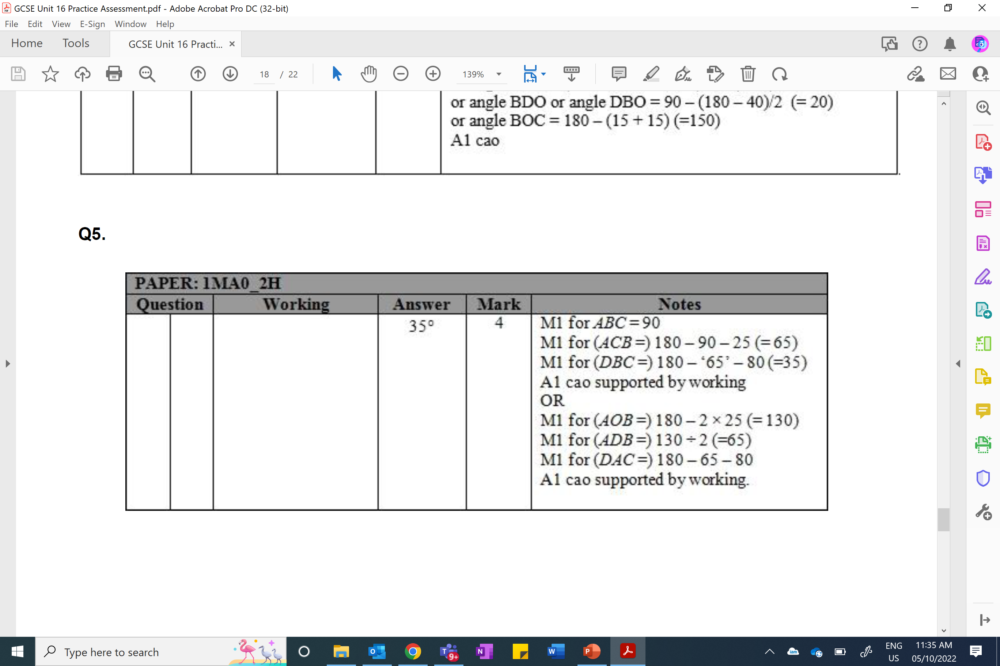 GCSE Unit 16 Practice Assessment.pdf - Adobe Acrobat Pro DC (32-bit)
File Edit View E-Sign Window Help
Home Tools GCSE Unit 16 Practi... ×
18 / 22 139%
or angle BDO or angle DBO = 90 – (180 – 40)/2 (= 20)
or angle BOC = 180 – (15 + 15) (=150)
A1 cao
Q5.
PAPER: 1MA0_2H
Question Working Answer Mark Notes
35° 4 M1 for ABC = 90
M1 for (ACB =) 180 – 90 – 25 (= 65)
M1 for (DBC =) 180 – ‘65’ – 80 (=35)
A1 cao supported by working
OR
M1 for (AOB =) 180 – 2 × 25 (= 130)
M1 for (ADB =) 130 ÷ 2 (=65)
M1 for (DAC =) 180 – 65 – 80
A1 cao supported by working.
Type here to search
9+
iam
ENG
US
11:35 AM
05/10/2022